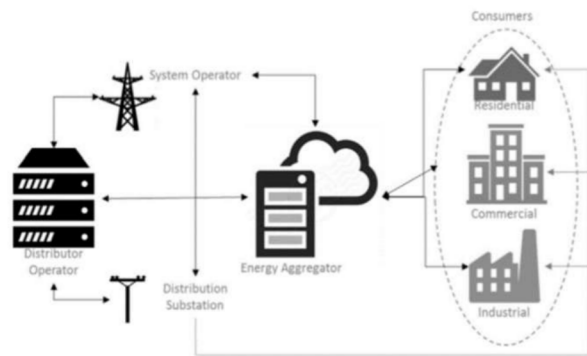 Consumers
System Operator
Residential
Commercial
Distributor
Operator
Energy Aggregator
Distribution
Substation
Industrial